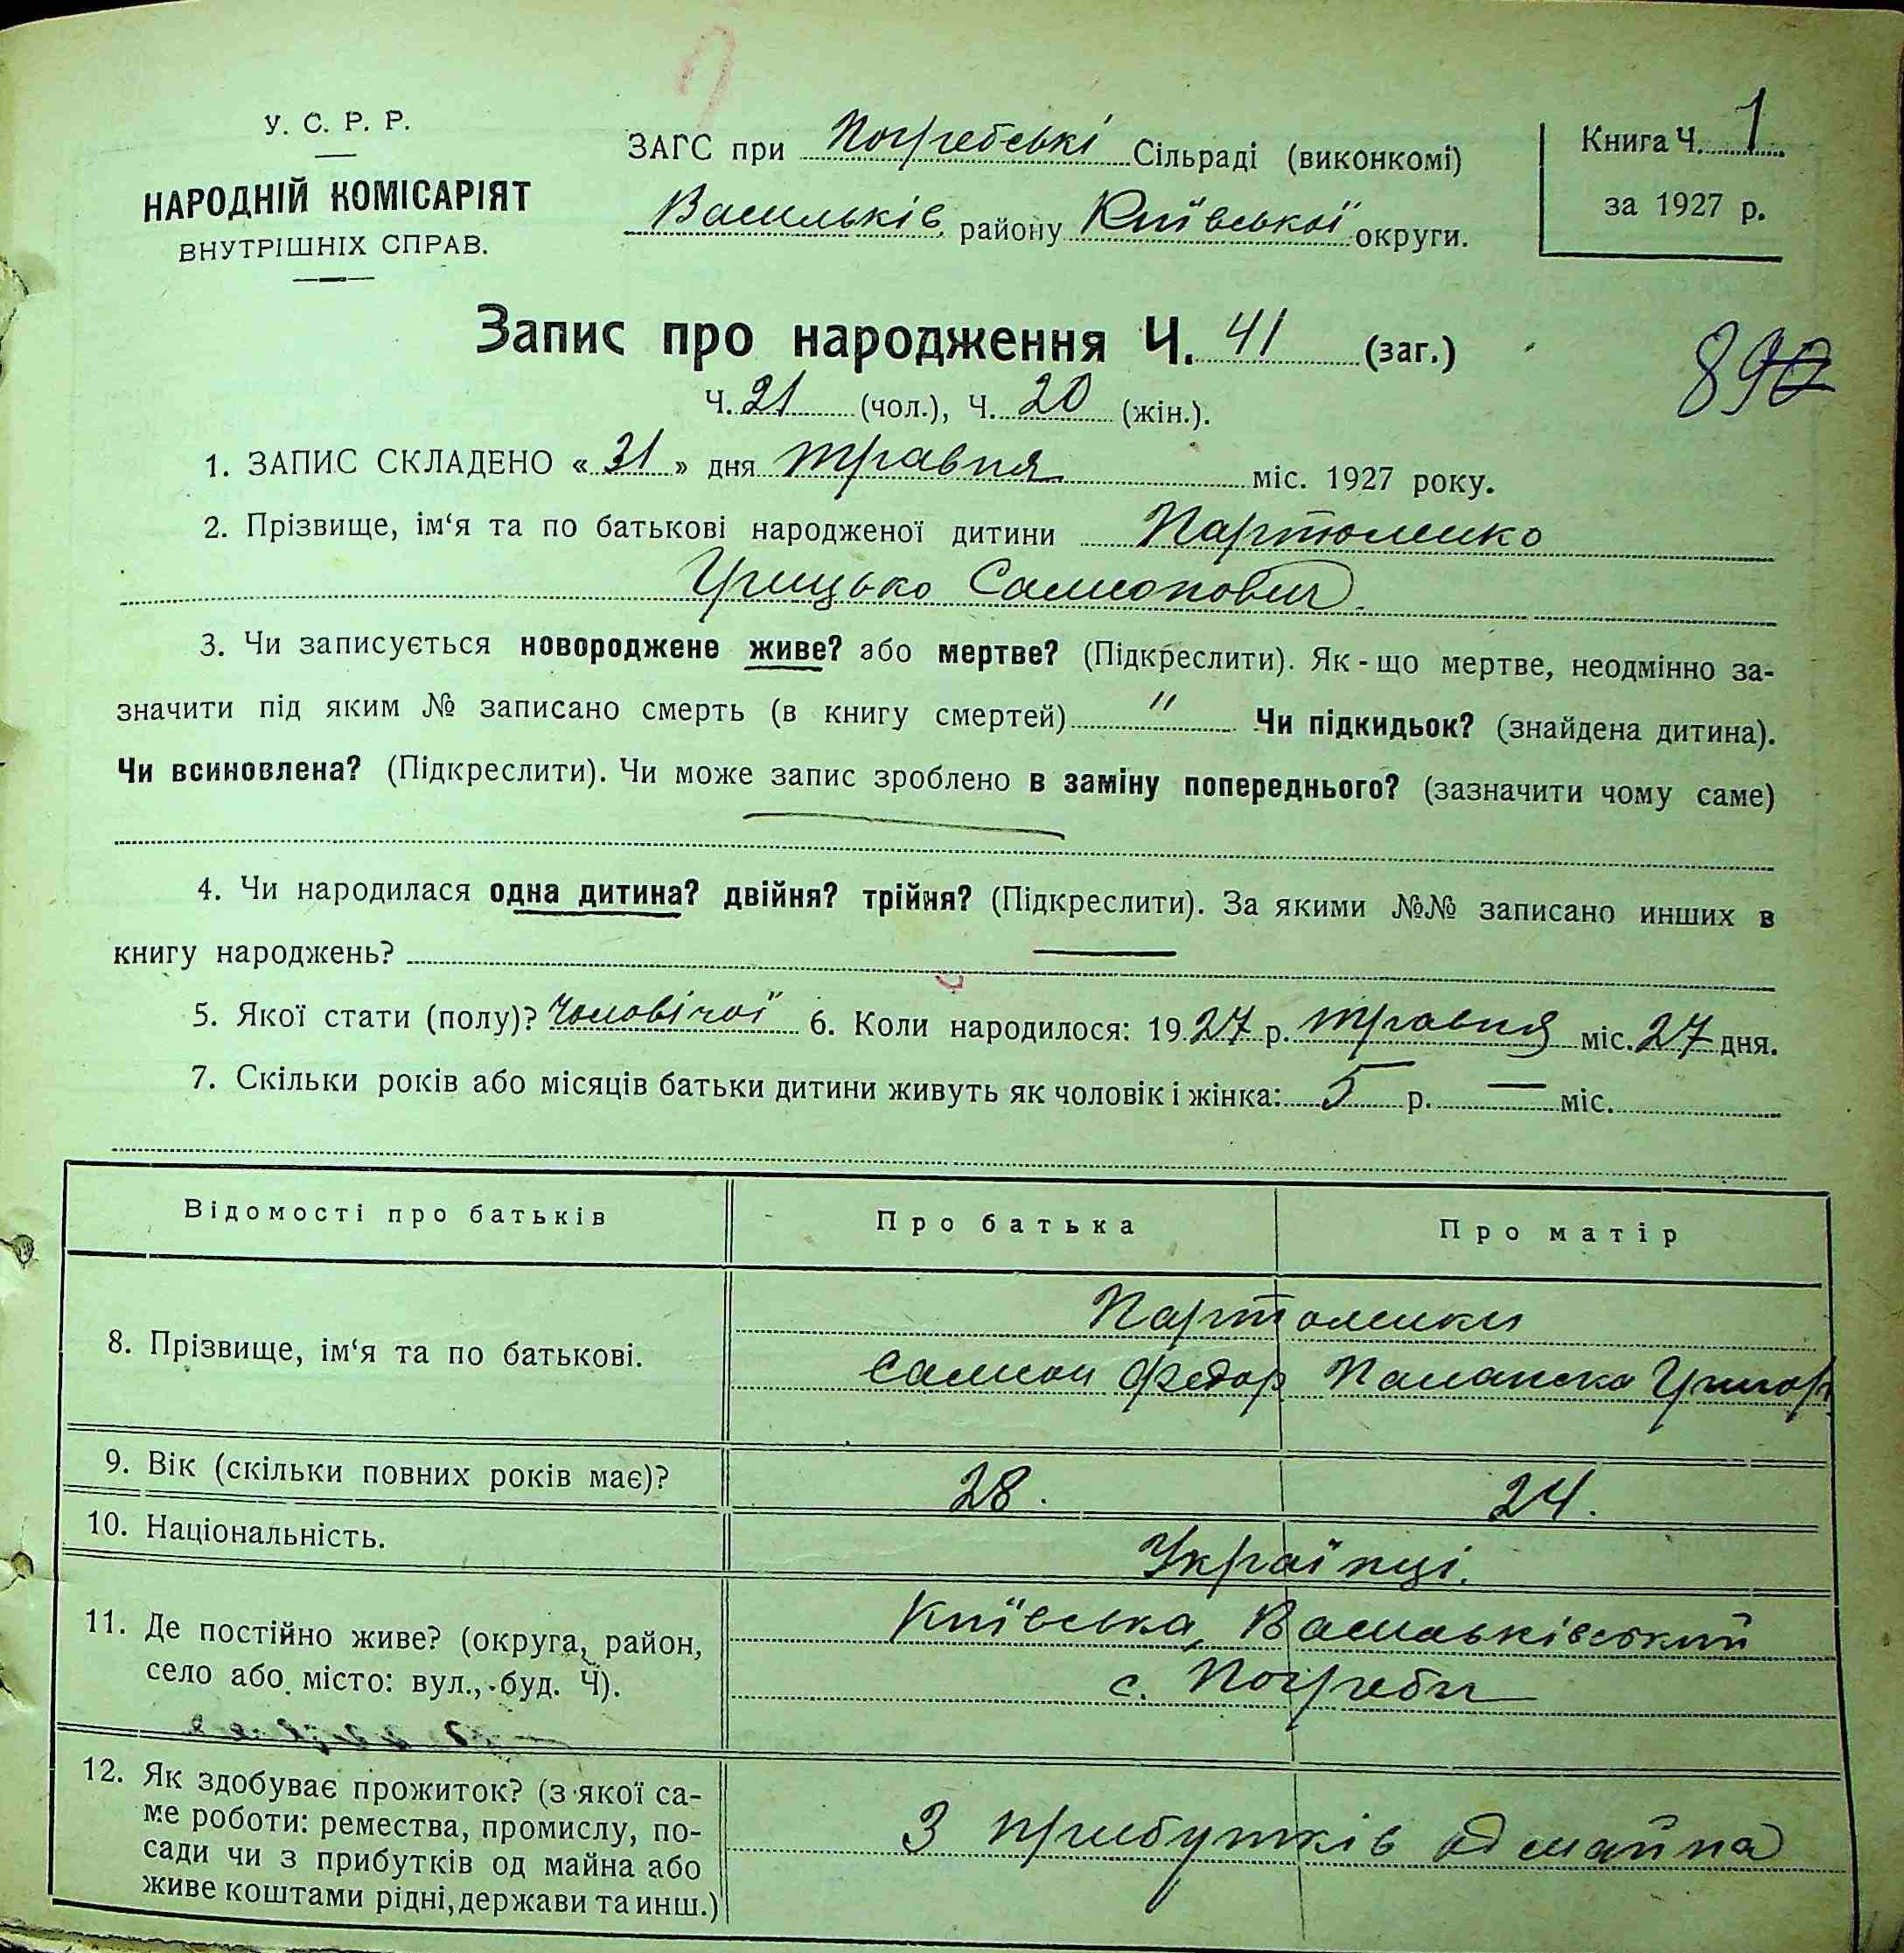 У. С. Р. Р.
НАРОДНІЙ КОМІСАРІЯТ
ВНУТРІШНІХ СПРАВ.
ЗАГС при Погребські Сільраді (виконкомі)
Васильків. району Київської округи.
Книга Ч. 1
за 1927 р.
Запис про народження Ч. 41 (заг.)
890
Ч. 21 (чол.), Ч. 20 (жін.).
1. ЗАПИС СКЛАДЕНО «31» дня травня міс. 1927 року.
2. Прізвище, ім‘я та по батькові народженої дитини Партоленко
Грицько Самсонович
3. Чи записується новороджене живе? або мертве? (Підкреслити). Як-що мертве, неодмінно за-
значити під яким № записано смерть (в книгу смертей) " Чи підкидьок? (знайдена дитина).
Чи всиновлена? (Підкреслити). Чи може запис зроблено в заміну попереднього? (зазначити чому саме)
4. Чи народилася одна дитина? двійня? трійня? (Підкреслити). За якими №№ записано инших в
книгу народжень? —
5. Якої стати (полу)? Чоловічої 6. Коли народилося: 1927 р. травня міс. 27 дня.
7. Скільки років або місяців батьки дитини живуть як чоловік і жінка: 5 р. — міс.
Відомості про батьків Про батька Про матір
8. Прізвище, ім‘я та по батькові.
Самсон Федор Палажка Григор
9. Вік (скільки повних років має)? 28. 24.
10. Національність. Українці.
11. Де постійно живе? (округа, район,
село або місто: вул., буд. Ч).
Київська, Васильківський
с. Погреби
12. Як здобуває прожиток? (з якої са-
ме роботи: ремества, промислу, по-
сади чи з прибутків од майна або
живе коштами рідні, держави та инш.)
З прибутків од майна